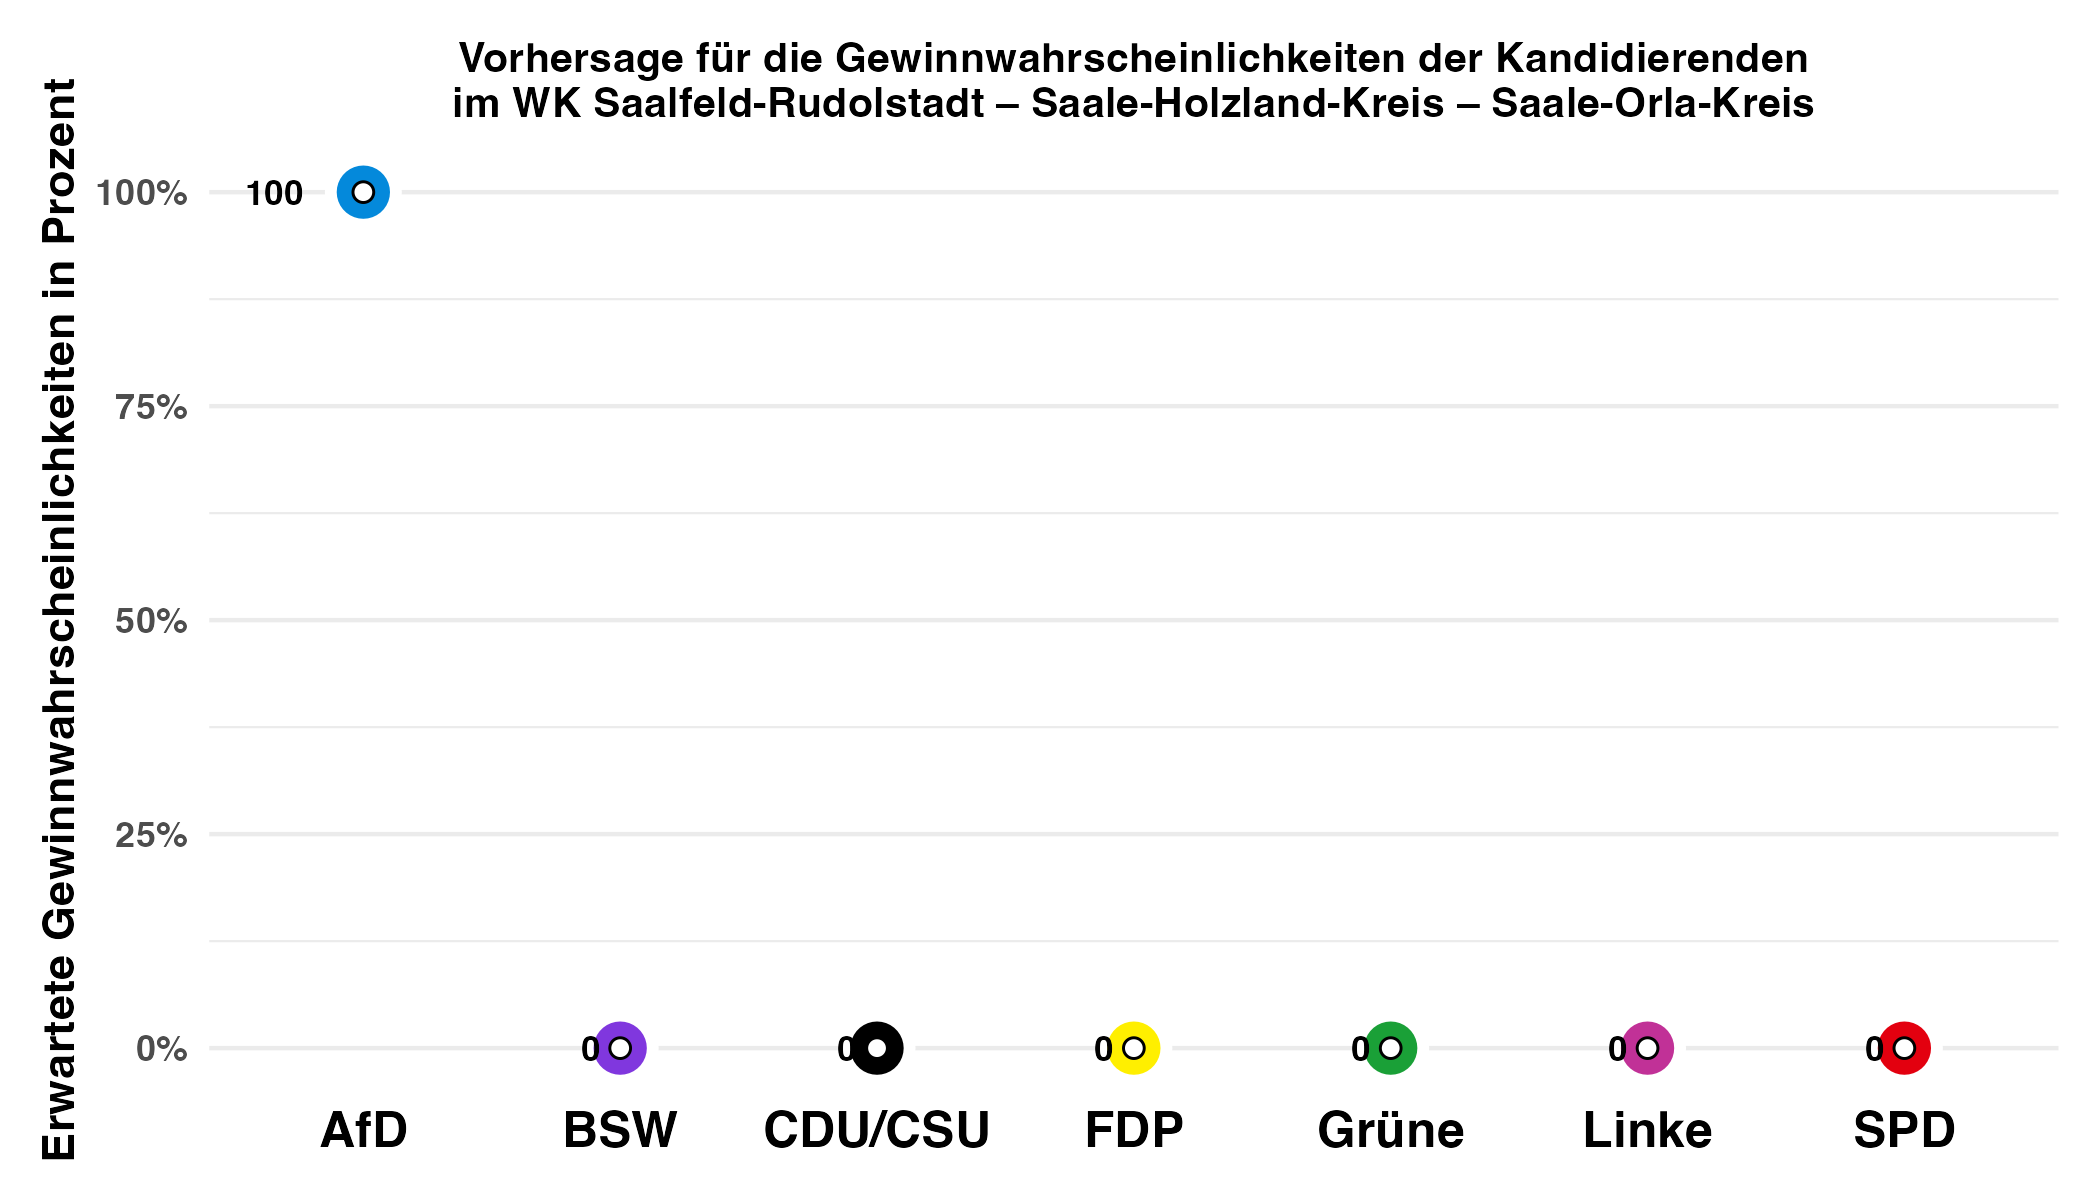 Vorhersage für die Gewinnwahrscheinlichkeiten der Kandidierenden
im WK Saalfeld-Rudolstadt – Saale-Holzland-Kreis – Saale-Orla-Kreis
Erwartete Gewinnwahrscheinlichkeiten in Prozent
100%
100
75%
50%
25%
0%
0
0
0
0
0
0
AfD
BSW
CDU/CSU
FDP
Grüne
Linke
SPD